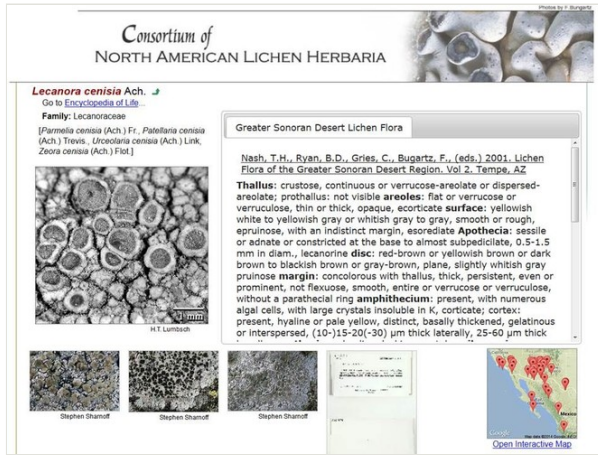 Photos by F. Bungartz
Consortium of
NORTH AMERICAN LICHEN HERBARIA
Lecanora cenisia Ach.
Go to Encyclopedia of Life...
Family: Lecanoraceae
[Parmelia cenisia (Ach.) Fr., Patellaria cenisia
(Ach.) Trevis., Urceolaria cenisia (Ach.) Link,
Zeora cenisia (Ach.) Flot.]
1 mm
H.T. Lumbsch
Greater Sonoran Desert Lichen Flora
Nash, T.H., Ryan, B.D., Gries, C., Bugartz, F., (eds.) 2001. Lichen
Flora of the Greater Sonoran Desert Region. Vol 2. Tempe, AZ
Thallus: crustose, continuous or verrucose-areolate or dispersed-
areolate; prothallus: not visible areoles: flat or verrucose or
verruculose, thin or thick, opaque, ecorticate surface: yellowish
white to yellowish gray or whitish gray to gray, smooth or rough,
epruinose, with an indistinct margin, esorediate Apothecia: sessile
or adnate or constricted at the base to almost subpedicilate, 0.5-1.5
mm in diam., lecanorine disc: red-brown or yellowish brown or dark
brown to blackish brown or gray-brown, plane, slightly whitish gray
pruinose margin: concolorous with thallus, thick, persistent, even or
prominent, not flexuose, smooth, entire or verrucose or verruculose,
without a parathecial ring amphithecium: present, with numerous
algal cells, with large crystals insoluble in K, corticate; cortex:
present, hyaline or pale yellow, distinct, basally thickened, gelatinous
or interspersed, (10-)15-20(-30) µm thick laterally, 25-60 µm thick
Stephen Sharnoff
Stephen Sharnoff
Stephen Sharnoff
Mexico
Open Interactive Map